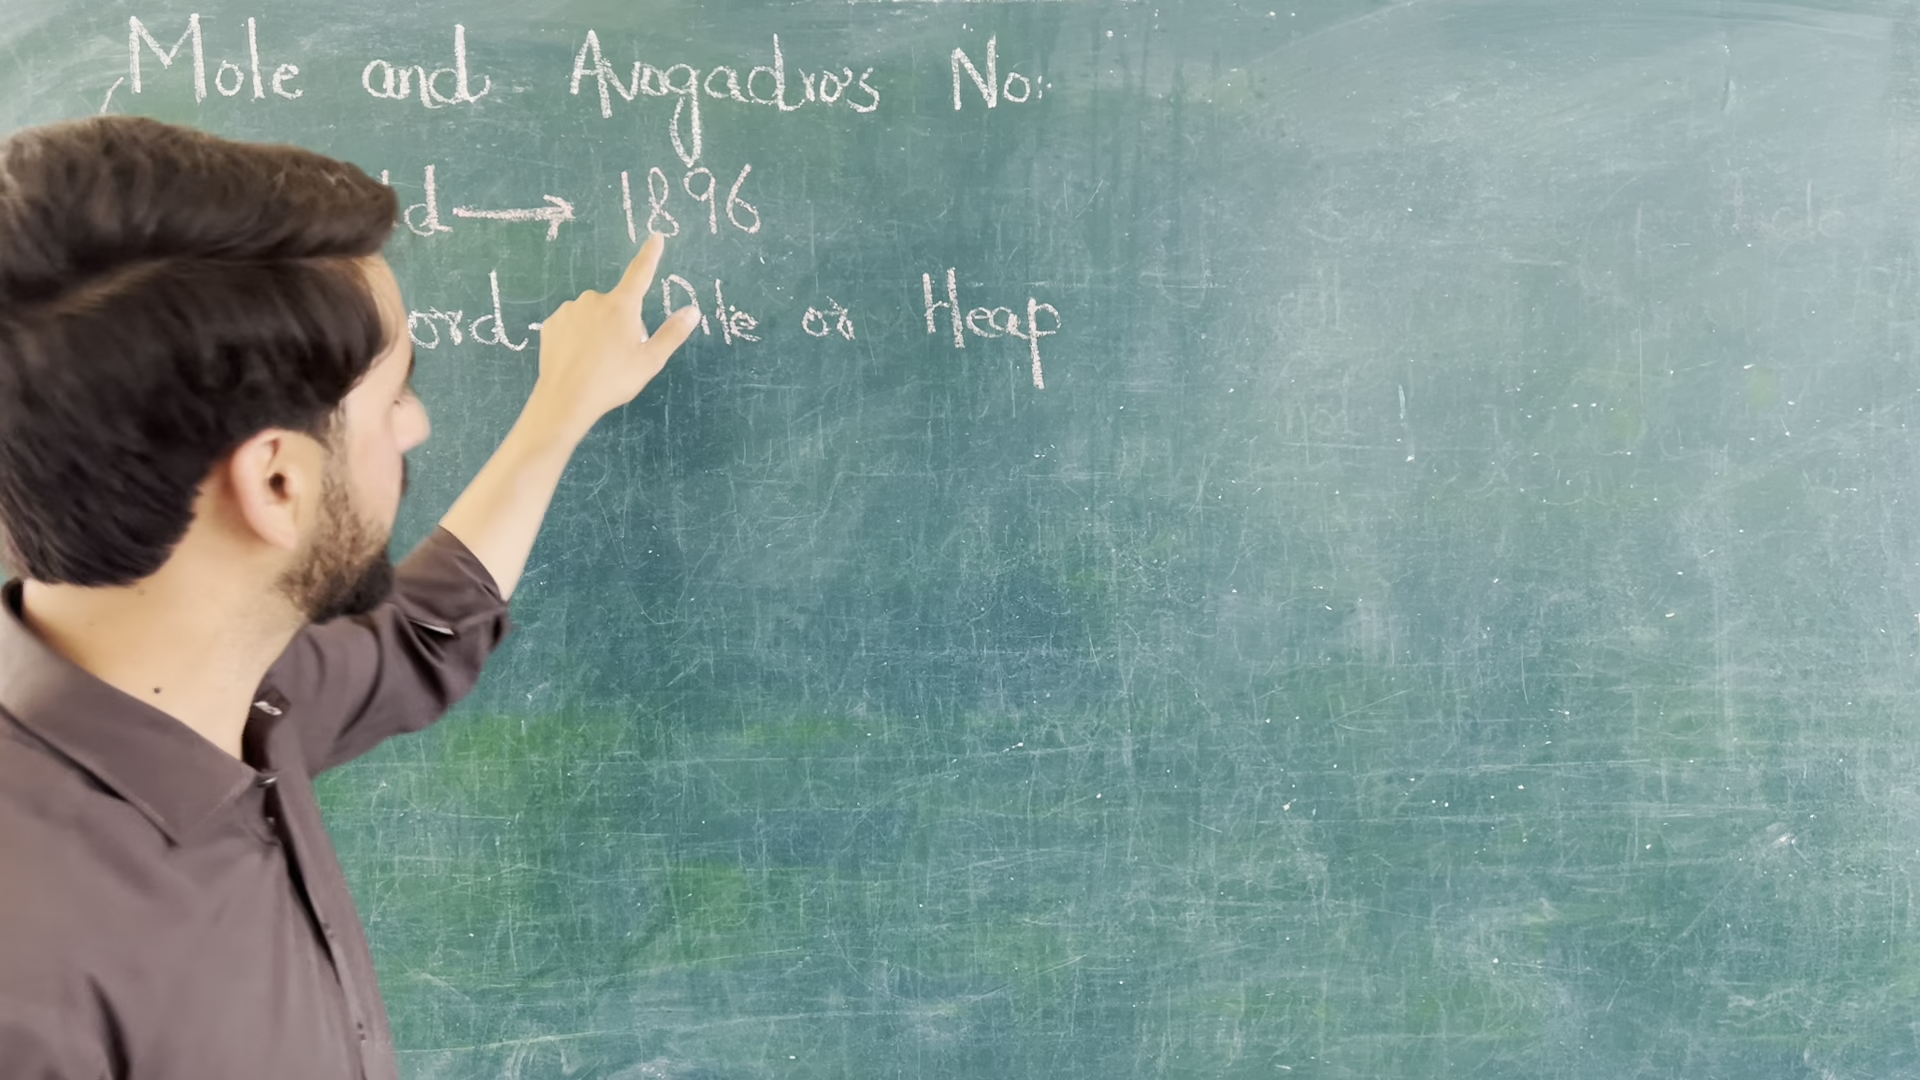 Mole and Avogadro's No:
d → 1896
ord Pile or Heap